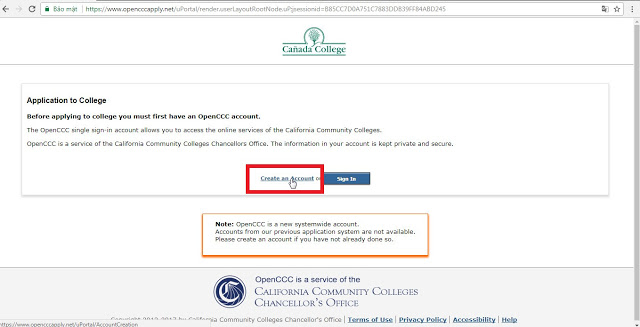 Bảo mật | https://www.opencccapply.net/uPortal/render.userLayoutRootNode.uP;jsessionid=B85CC7D0A751C7883DD839FF84ABD245
Cañada College
Application to College
Before applying to college you must first have an OpenCCC account.
The OpenCCC single sign-in account allows you to access the online services of the California Community Colleges.
OpenCCC is a service of the California Community Colleges Chancellors Office. The information in your account is kept private and secure.
Create an Account or Sign In
Note: OpenCCC is a new systemwide account.
Accounts from our previous application system are not available.
Please create an account if you have not already done so.
OpenCCC is a service of the
CALIFORNIA COMMUNITY COLLEGES
CHANCELLOR'S OFFICE
https://www.opencccapply.net/uPortal/AccountCreation
California Community Colleges Chancellor's Office | Terms of Use | Privacy Policy | Accessibility | Help